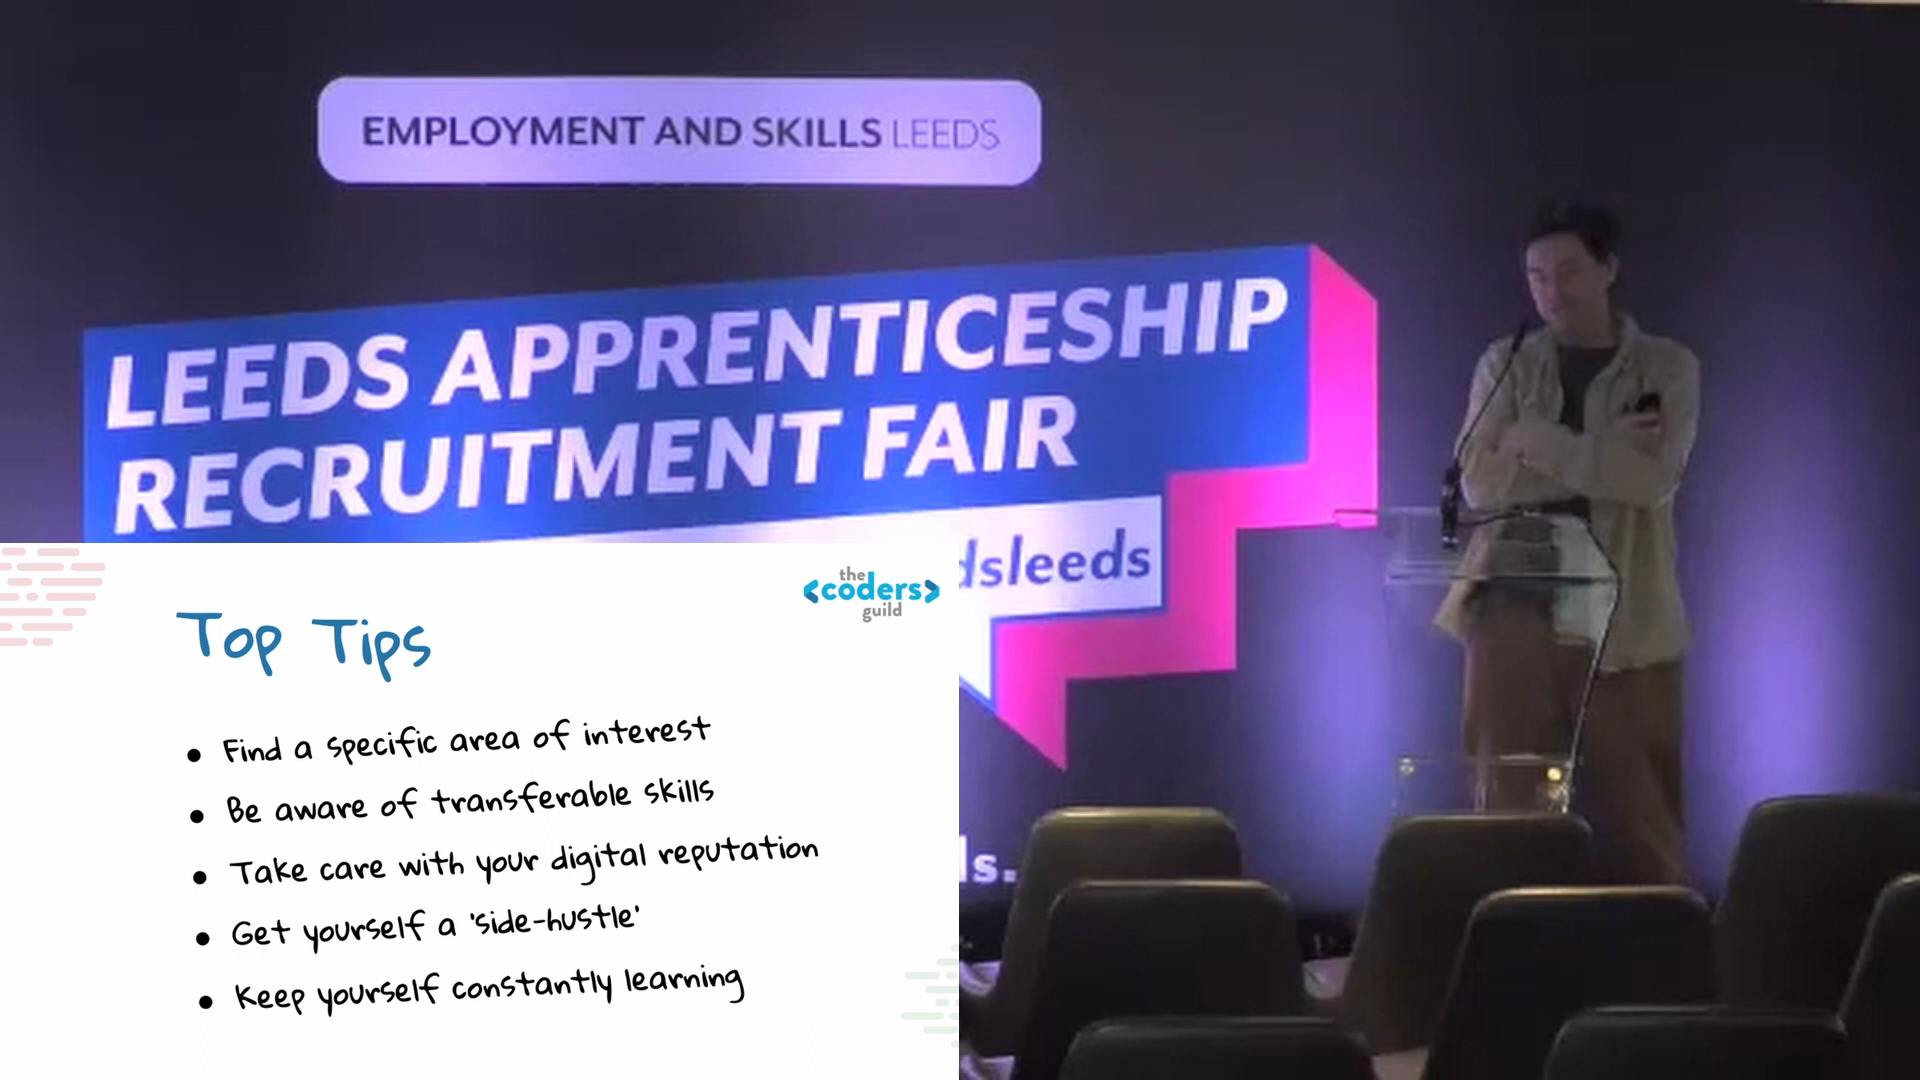 EMPLOYMENT AND SKILLS LEEDS
LEEDS APPRENTICESHIP
RECRUITMENT FAIR
dsleeds
ls.
the
<coders>
guild
Top Tips
• Find a specific area of interest
• Be aware of transferable skills
• Take care with your digital reputation
• Get yourself a 'side-hustle'
• Keep yourself constantly learning